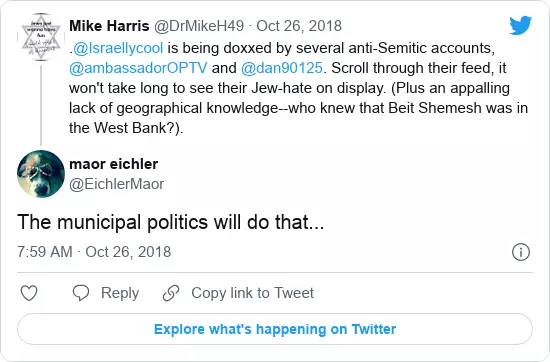 Mike Harris @DrMikeH49 · Oct 26, 2018
.@Israellycool is being doxxed by several anti-Semitic accounts,
@ambassadorOPTV and @dan90125. Scroll through their feed, it
won't take long to see their Jew-hate on display. (Plus an appalling
lack of geographical knowledge--who knew that Beit Shemesh was in
the West Bank?).
maor eichler
@EichlerMaor
The municipal politics will do that...
7:59 AM · Oct 26, 2018
Reply
Copy link to Tweet
Explore what's happening on Twitter